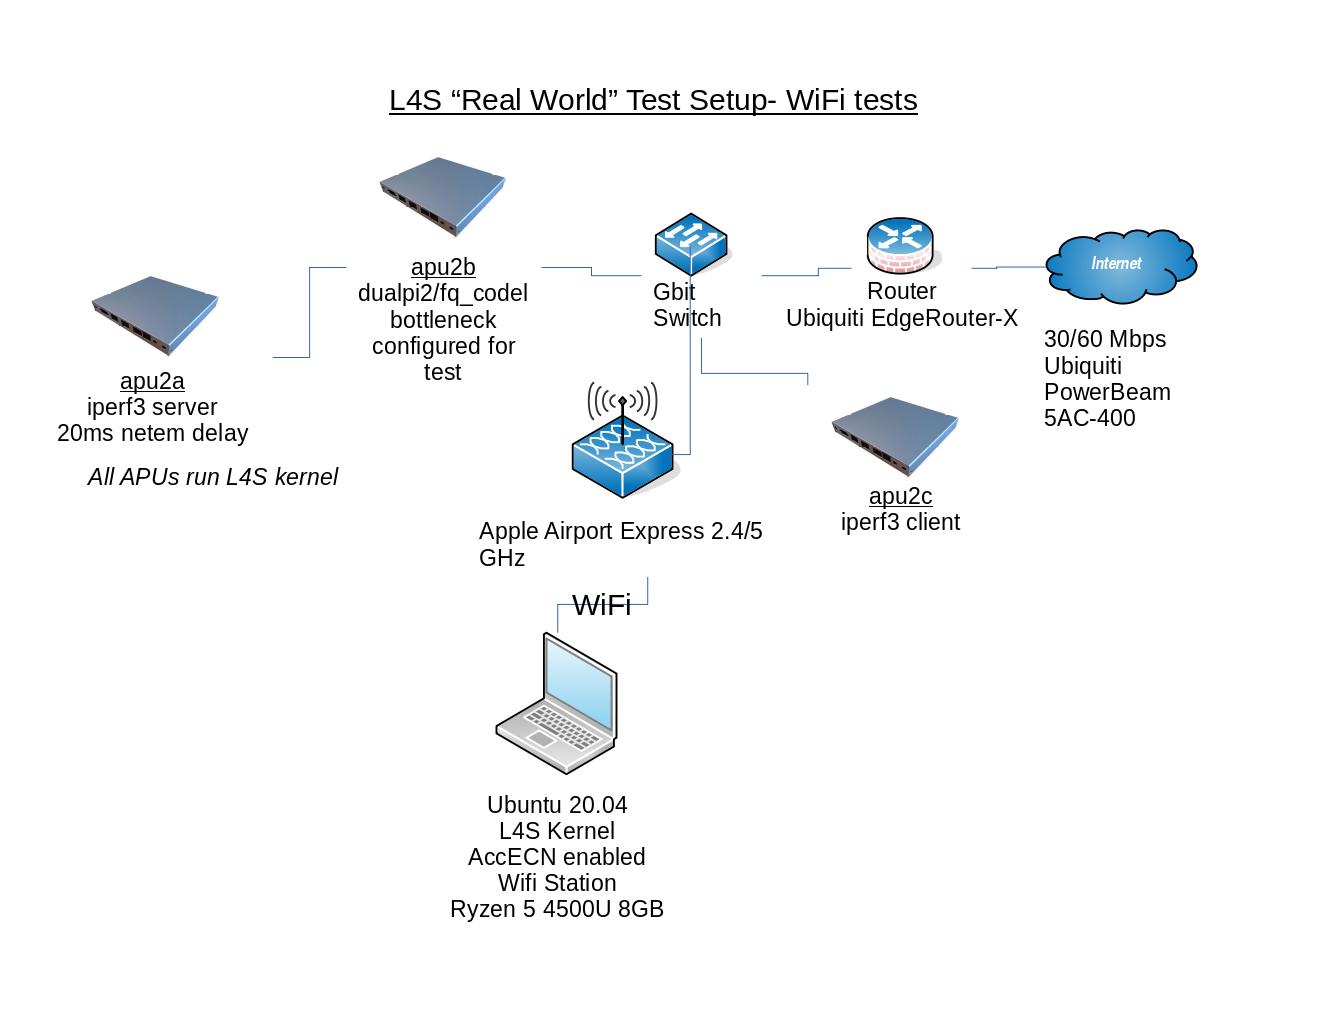 L4S “Real World” Test Setup- WiFi tests
apu2b
dualpi2/fq_codel
bottleneck
configured for
test
apu2a
iperf3 server
20ms netem delay
All APUs run L4S kernel
Gbit
Switch
Router
Ubiquiti EdgeRouter-X
Internet
30/60 Mbps
Ubiquiti
PowerBeam
5AC-400
apu2c
iperf3 client
Apple Airport Express 2.4/5
GHz
WiFi
Ubuntu 20.04
L4S Kernel
AccECN enabled
Wifi Station
Ryzen 5 4500U 8GB